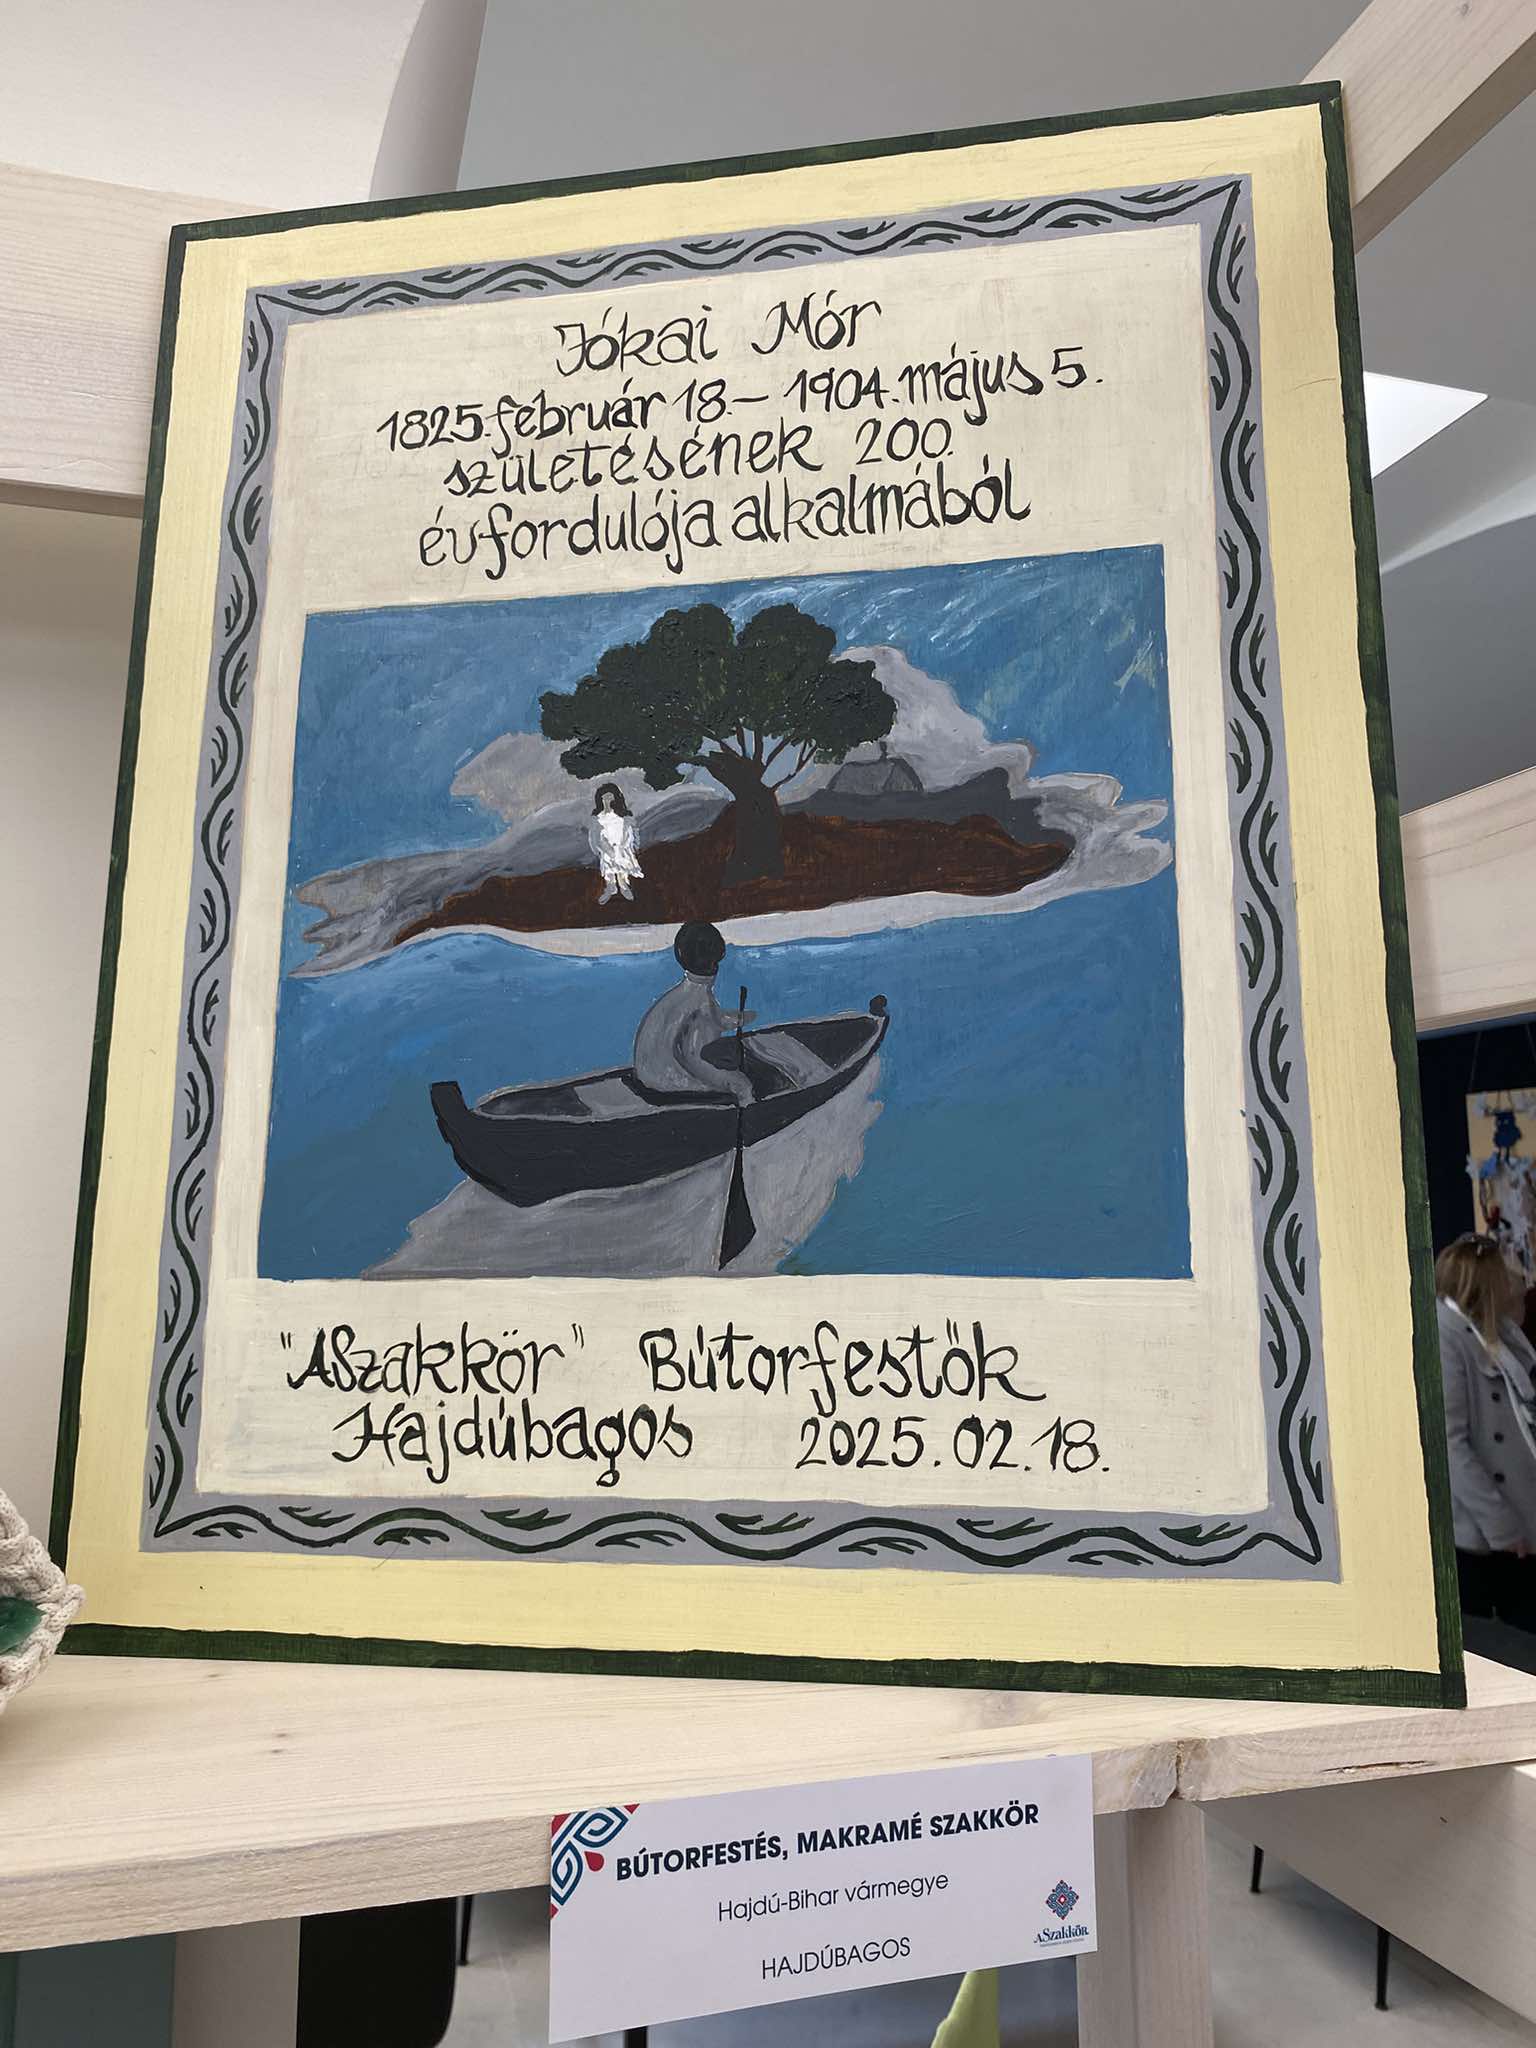 Jókai Mór
1825.február 18.– 1904.május 5.
születésének 200.
évfordulója alkalmából
"ASzakkör" Bútorfestők
Hajdúbagos 2025.02.18.
BÚTORFESTÉS, MAKRAMÉ SZAKKÖR
Hajdú-Bihar vármegye
HAJDÚBAGOS
ASzakkör